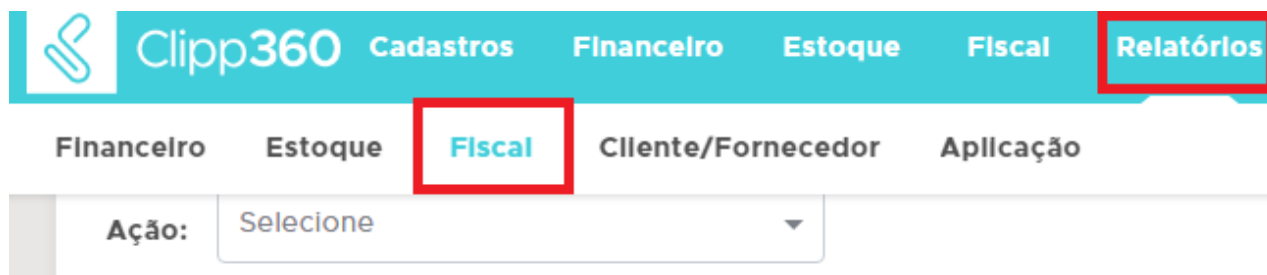 Clipp360 Cadastros Financeiro Estoque Fiscal Relatórios
Financeiro Estoque Fiscal Cliente/Fornecedor Aplicação
Ação: Selecione